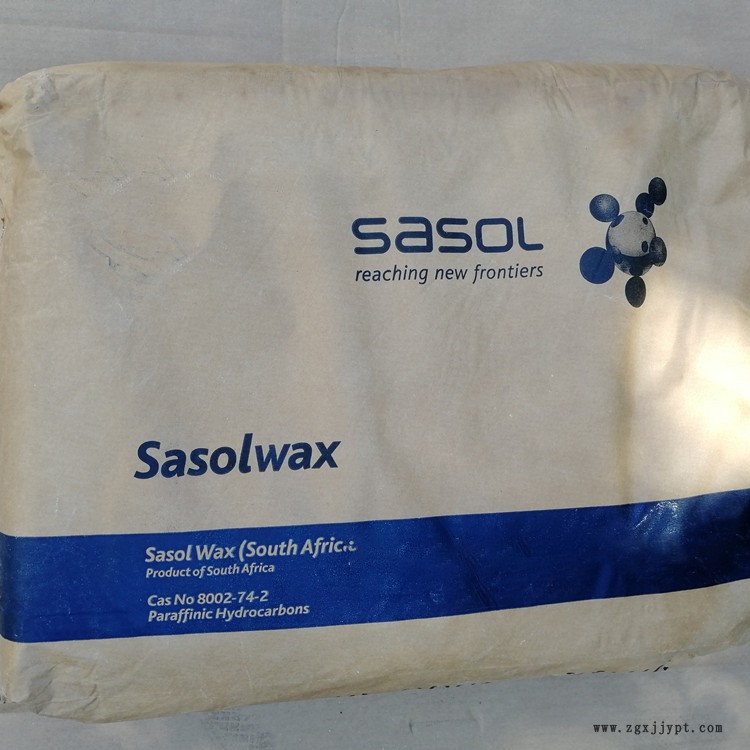 sasol
reaching new frontiers
Sasolwax
Sasol Wax (South Africa
Product of South Africa
Cas No 8002-74-2
Paraffinic Hydrocarbons
www.zgxjjypt.com